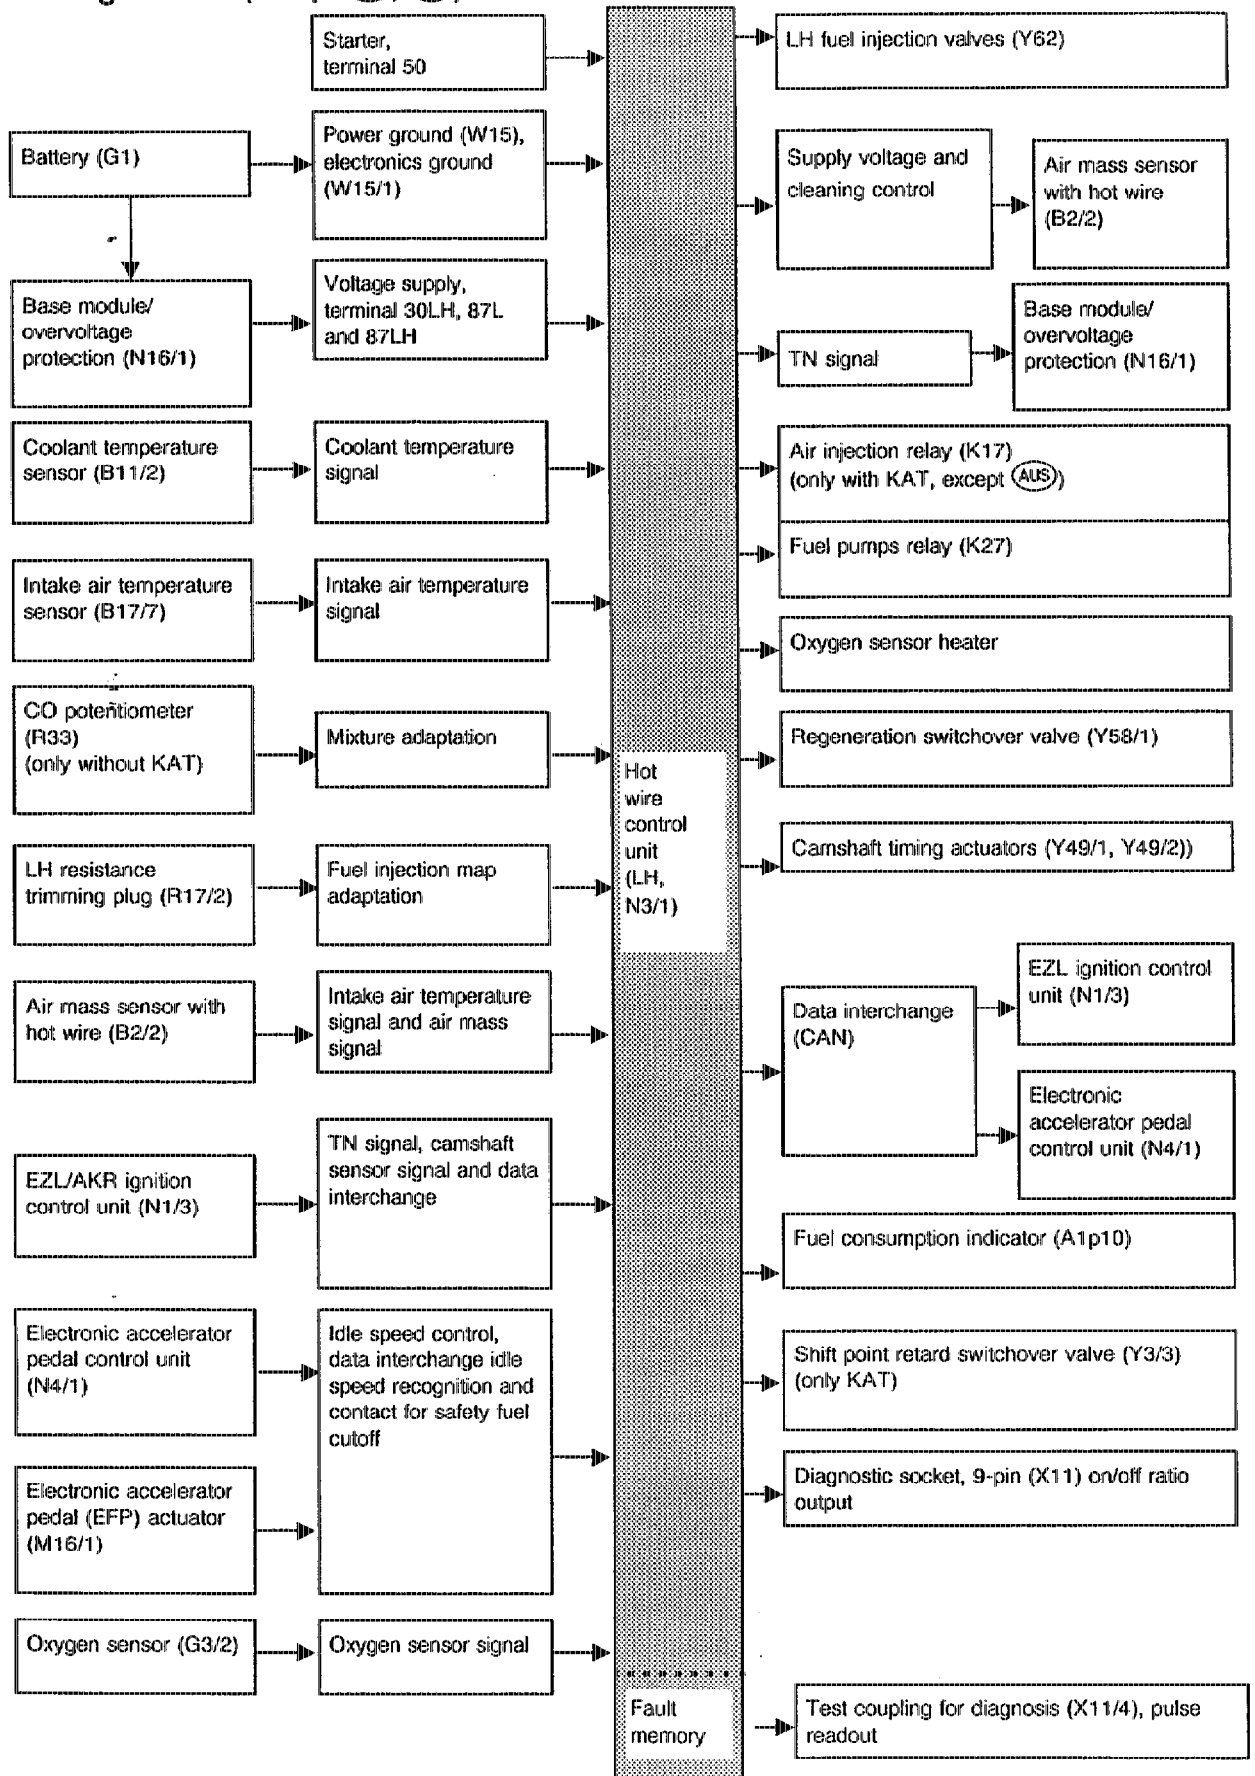 Starter,
terminal 50
Battery (G1)
Power ground (W15),
electronics ground
(W15/1)
Base module/
overvoltage
protection (N16/1)
Voltage supply,
terminal 30LH, 87L
and 87LH
Coolant temperature
sensor (B11/2)
Coolant temperature
signal
Intake air temperature
sensor (B17/7)
Intake air temperature
signal
CO potentiometer
(R33)
(only without KAT)
Mixture adaptation
LH resistance
trimming plug (R17/2)
Fuel injection map
adaptation
Air mass sensor with
hot wire (B2/2)
Intake air temperature
signal and air mass
signal
EZL/AKR ignition
control unit (N1/3)
TN signal, camshaft
sensor signal and data
interchange
Electronic accelerator
pedal control unit
(N4/1)
Idle speed control,
data interchange idle
speed recognition and
contact for safety fuel
cutoff
Electronic accelerator
pedal (EFP) actuator
(M16/1)
Oxygen sensor (G3/2)
Oxygen sensor signal
Hot
wire
control
unit
(LH,
N3/1)
Fault
memory
LH fuel injection valves (Y62)
Supply voltage and
cleaning control
Air mass sensor
with hot wire
(B2/2)
TN signal
Base module/
overvoltage
protection (N16/1)
Air injection relay (K17)
(only with KAT, except AUS)
Fuel pumps relay (K27)
Oxygen sensor heater
Regeneration switchover valve (Y58/1)
Camshaft timing actuators (Y49/1, Y49/2))
Data interchange
(CAN)
EZL ignition control
unit (N1/3)
Electronic
accelerator pedal
control unit (N4/1)
Fuel consumption indicator (A1p10)
Shift point retard switchover valve (Y3/3)
(only KAT)
Diagnostic socket, 9-pin (X11) on/off ratio
output
Test coupling for diagnosis (X11/4), pulse
readout